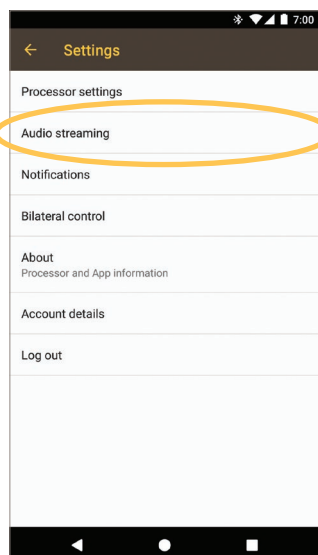 7:00
Settings
Processor settings
Audio streaming
Notifications
Bilateral control
About
Processor and App information
Account details
Log out